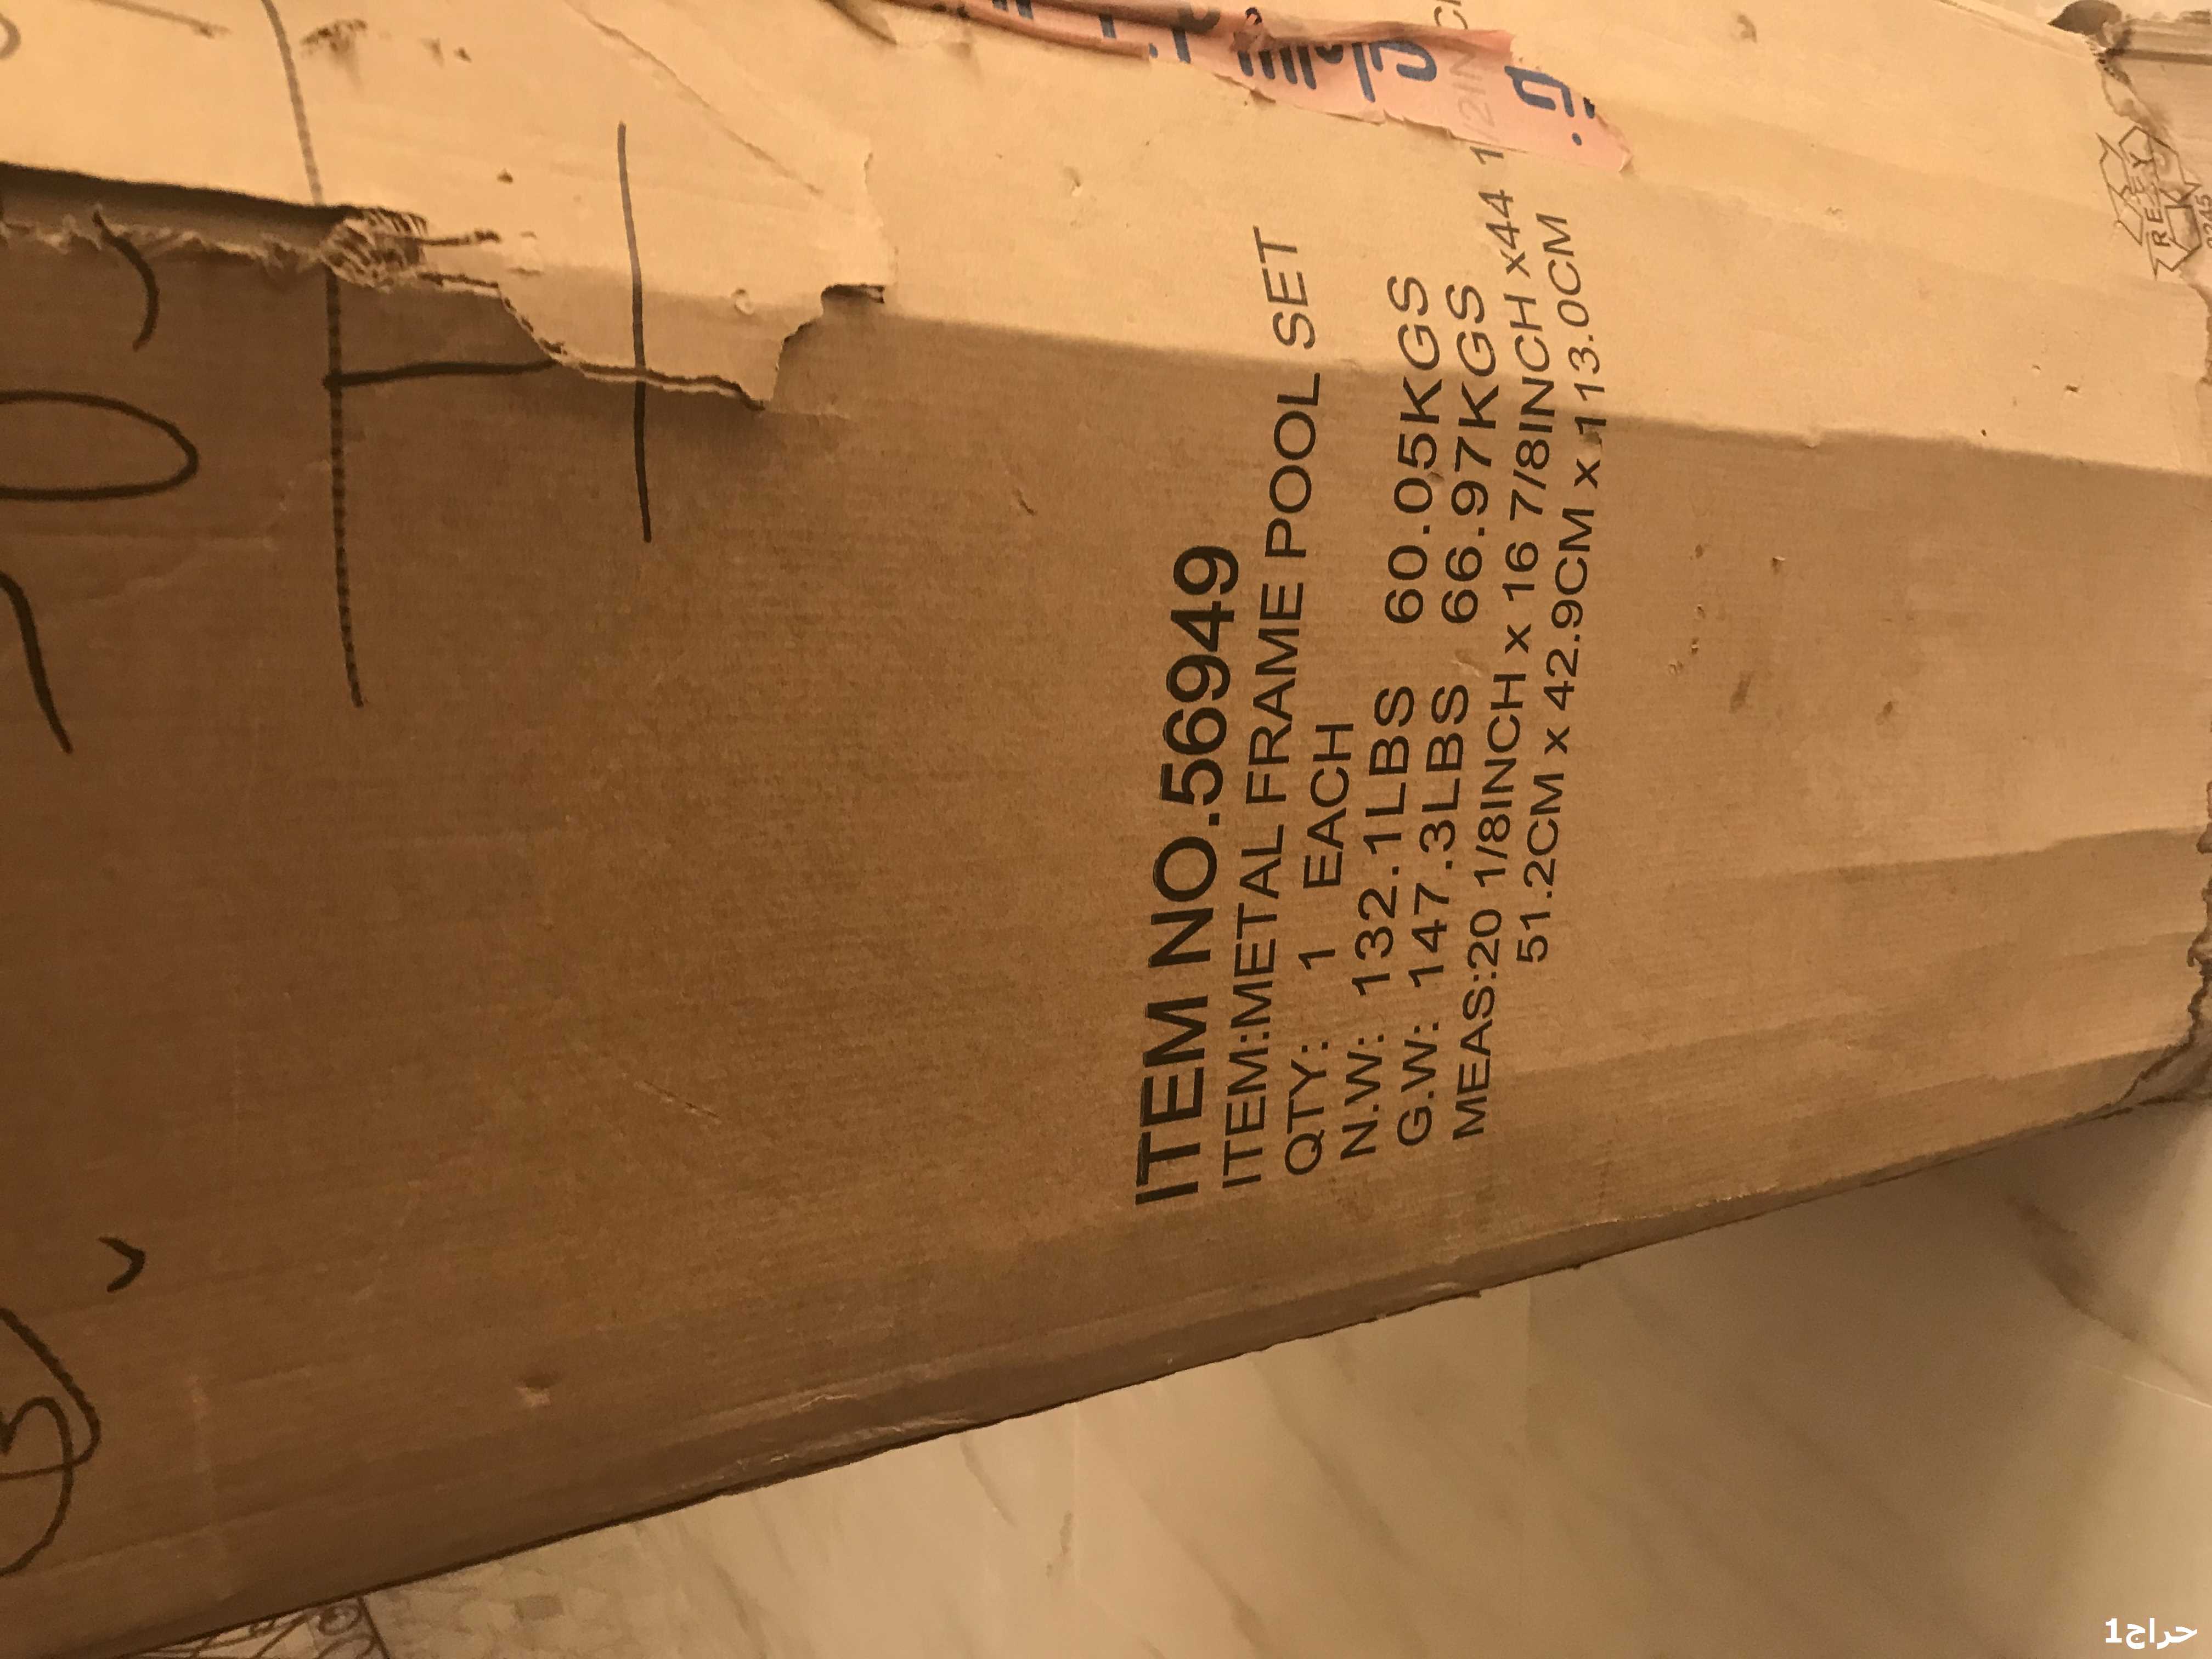 ITEM NO.56949
ITEM:METAL FRAME POOL SET
QTY: 1 EACH
N.W: 132.1LBS 60.05KGS
G.W: 147.3LBS 66.97KGS
MEAS:20 1/8INCH x 16 7/8INCH x44 1/2INCH
51.2CM x 42.9CM x 113.0CM
حراج1